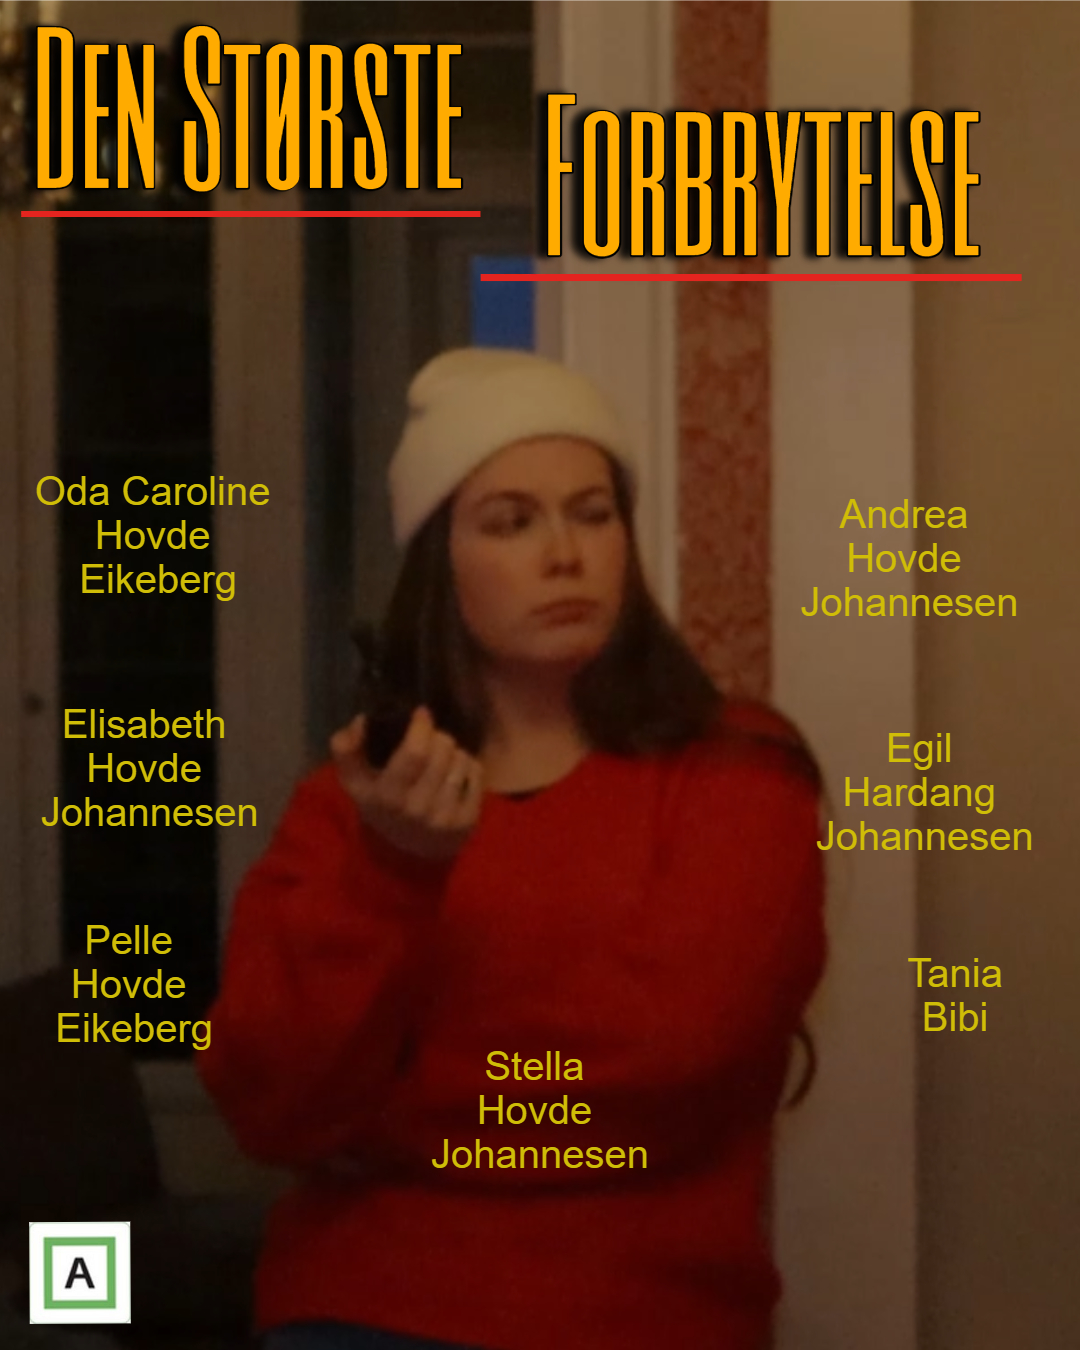 Den Største
Forbrytelse
Oda Caroline
Hovde
Eikeberg
Andrea
Hovde
Johannesen
Elisabeth
Hovde
Johannesen
Egil
Hardang
Johannesen
Pelle
Hovde
Eikeberg
Tania
Bibi
Stella
Hovde
Johannesen
A